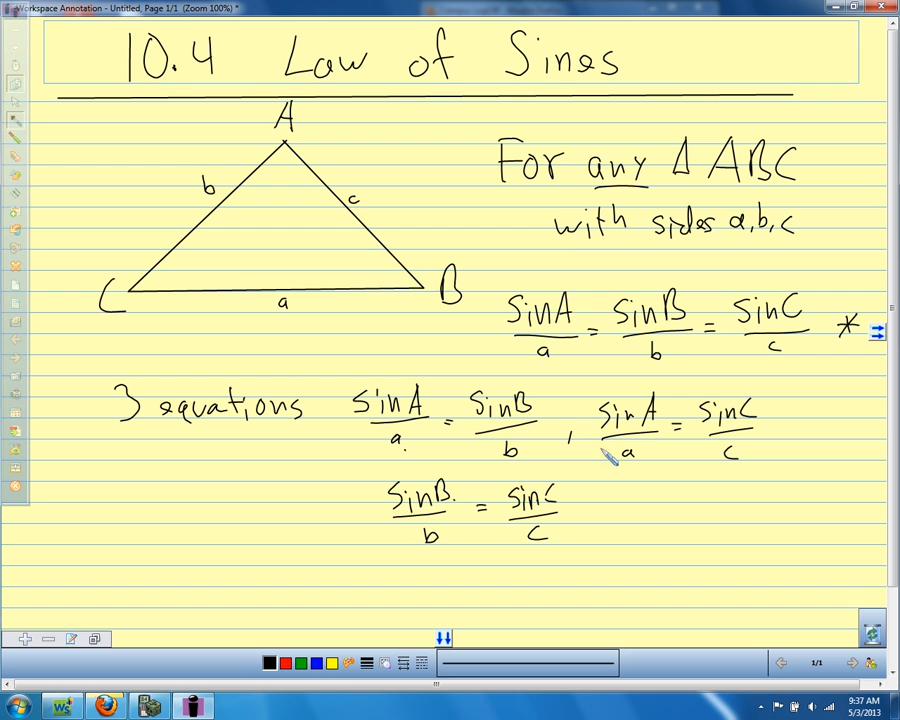 Workspace Annotation - Untitled, Page 1/1 (Zoom 100%) *
10.4 Law of Sines
A
b
c
C
B
a
For any Δ ABC
with sides a, b, c
sinA/a = sinB/b = sinC/c *
3 equations sinA/a = sinB/b , sinA/a = sinC/c
sinB/b = sinC/c
1/1
9:37 AM
5/3/2013